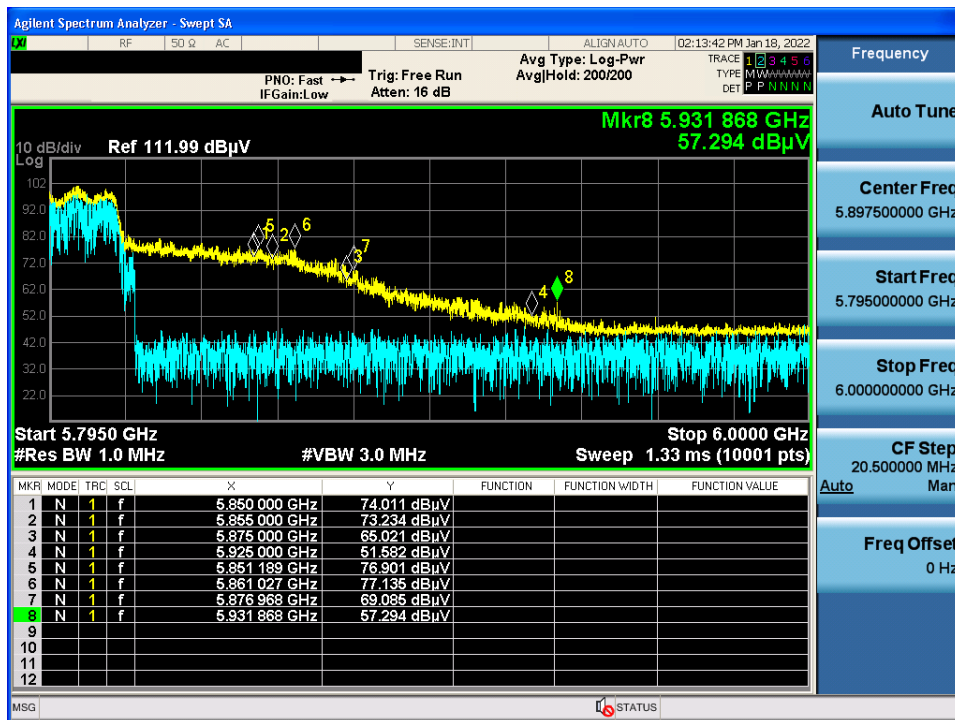 Agilent Spectrum Analyzer - Swept SA
LXI RF 50 Ω AC SENSE:INT ALIGN AUTO 02:13:42 PM Jan 18, 2022
Avg Type: Log-Pwr TRACE 1 2 3 4 5 6
PNO: Fast Trig: Free Run Avg|Hold: 200/200 TYPE M W W W W W
IFGain:Low Atten: 16 dB DET P P N N N N
Mkr8 5.931 868 GHz
57.294 dBµV
10 dB/div Ref 111.99 dBµV
Log
102
92.0
82.0
72.0
62.0
52.0
42.0
32.0
22.0
1 5 2 6
3 7
4 8
Start 5.7950 GHz Stop 6.0000 GHz
#Res BW 1.0 MHz #VBW 3.0 MHz Sweep 1.33 ms (10001 pts)
MKR MODE TRC SCL X Y FUNCTION FUNCTION WIDTH FUNCTION VALUE
1 N 1 f 5.850 000 GHz 74.011 dBµV
2 N 1 f 5.855 000 GHz 73.234 dBµV
3 N 1 f 5.875 000 GHz 65.021 dBµV
4 N 1 f 5.925 000 GHz 51.582 dBµV
5 N 1 f 5.851 189 GHz 76.901 dBµV
6 N 1 f 5.861 027 GHz 77.135 dBµV
7 N 1 f 5.876 968 GHz 69.085 dBµV
8 N 1 f 5.931 868 GHz 57.294 dBµV
9
10
11
12
MSG STATUS
Frequency
Auto Tune
Center Freq
5.897500000 GHz
Start Freq
5.795000000 GHz
Stop Freq
6.000000000 GHz
CF Step
20.500000 MHz
Auto Man
Freq Offset
0 Hz